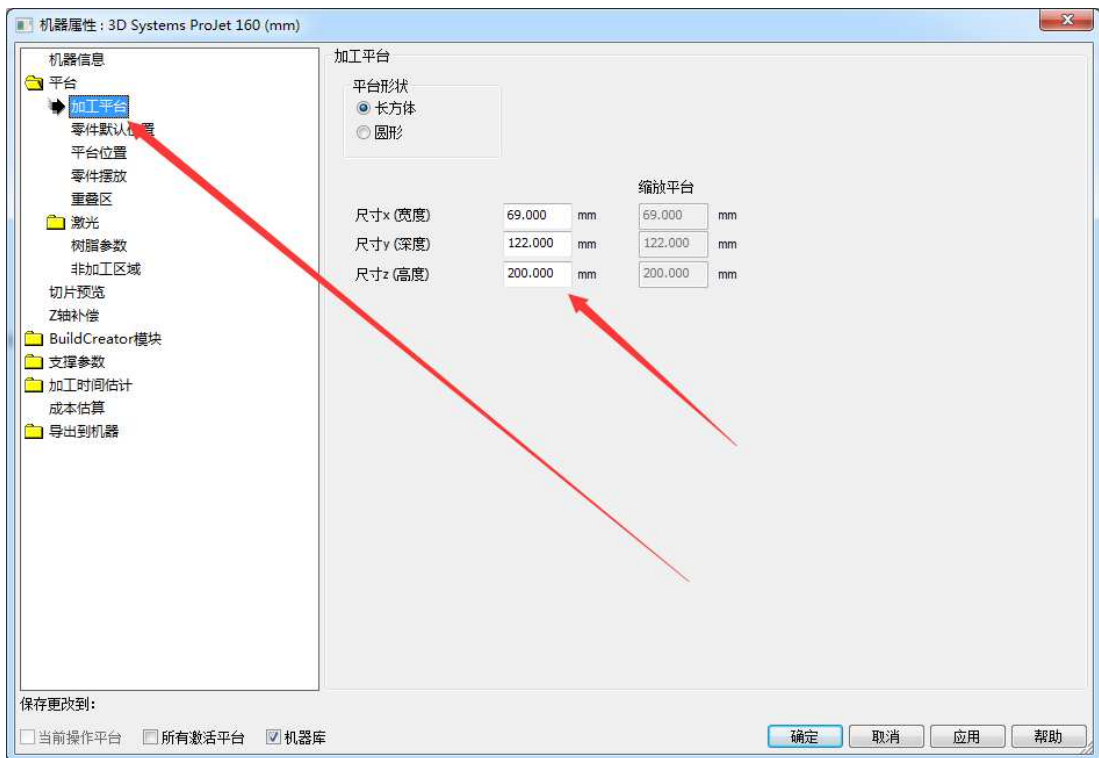 机器属性 : 3D Systems ProJet 160 (mm)
机器信息
平台
加工平台
零件默认位置
平台位置
零件摆放
重叠区
激光
树脂参数
非加工区域
切片预览
Z轴补偿
BuildCreator模块
支撑参数
加工时间估计
成本估算
导出到机器
加工平台
平台形状
长方体
圆形
缩放平台
尺寸x (宽度) 69.000 mm 69.000 mm
尺寸y (深度) 122.000 mm 122.000 mm
尺寸z (高度) 200.000 mm 200.000 mm
保存更改到:
当前操作平台 所有激活平台 机器库
确定 取消 应用 帮助